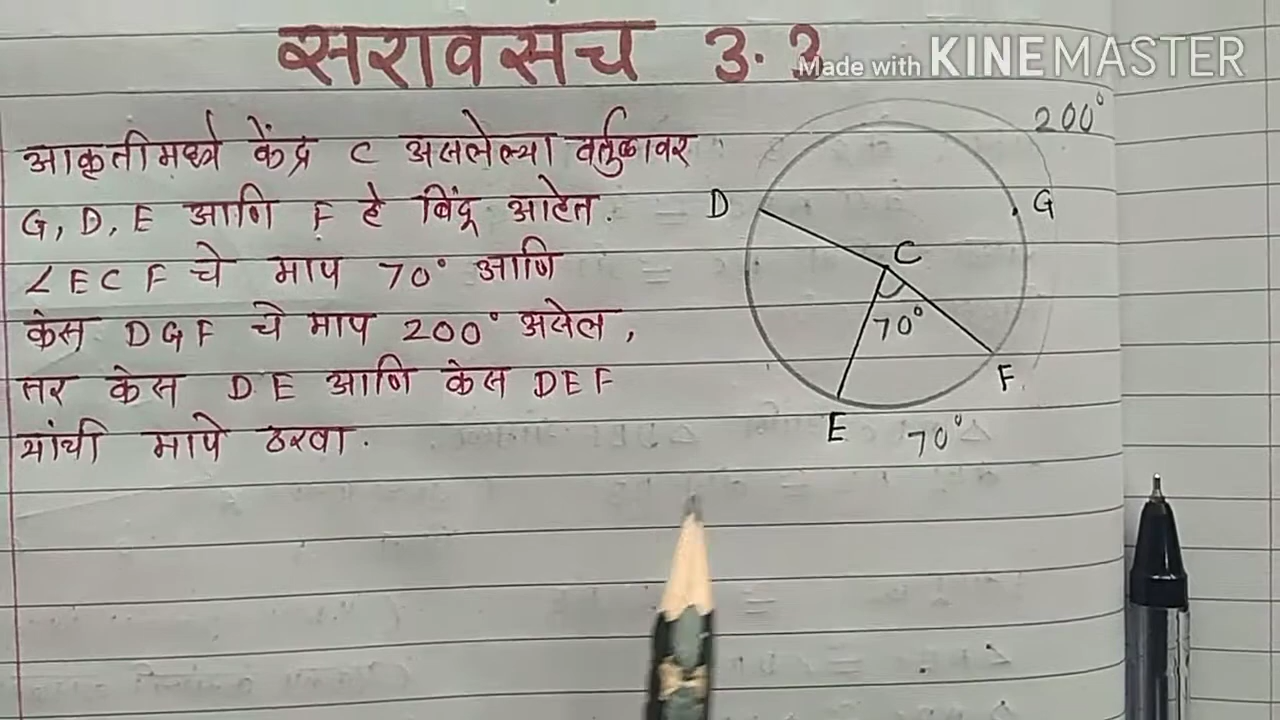 सरावसंच 3.3
Made with KINEMASTER
आकृतीमध्ये केंद्र C असलेल्या वर्तुळावर
G, D, E आणि F हे बिंदू आहेत.
∠ECF चे माप 70° आणि
कंस DGF चे माप 200° असेल,
तर कंस DE आणि कंस DEF
यांची मापे ठरवा.
200°
D
G
C
70°
F
E
70°